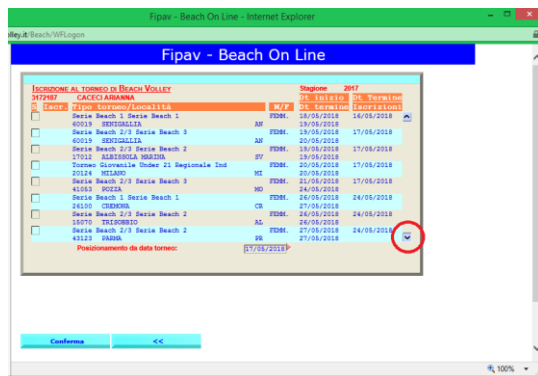 Fipav - Beach On Line - Internet Explorer
lley.it/Beach/WFLogon
Fipav - Beach On Line
ISCRIZIONE AL TORNEO DI BEACH VOLLEY Stagione 2017
3172187 CACECI ARIANNA Dt inizio Dt Termine
S Iscr. Tipo torneo/Località M/F Dt termine Iscrizioni
Serie Beach 1 Serie Beach 1 FEMM. 18/05/2018 16/05/2018
60019 SENIGALLIA AN 19/05/2018
Serie Beach 2/3 Serie Beach 3 FEMM. 19/05/2018 17/05/2018
60019 SENIGALLIA AN 20/05/2018
Serie Beach 2/3 Serie Beach 2 FEMM. 19/05/2018 17/05/2018
17012 ALBISSOLA MARINA SV 19/05/2018
Torneo Giovanile Under 21 Regionale Ind FEMM. 20/05/2018 17/05/2018
20124 MILANO MI 20/05/2018
Serie Beach 2/3 Serie Beach 3 FEMM. 21/05/2018 17/05/2018
41053 POZZA MO 24/05/2018
Serie Beach 1 Serie Beach 1 FEMM. 26/05/2018 24/05/2018
26100 CREMONA CR 27/05/2018
Serie Beach 2/3 Serie Beach 2 FEMM. 26/05/2018 24/05/2018
15070 TRISOBBIO AL 26/05/2018
Serie Beach 2/3 Serie Beach 2 FEMM. 27/05/2018 24/05/2018
43123 PARMA PR 27/05/2018
Posizionamento da data torneo: 17/05/2018
Conferma <<
100%